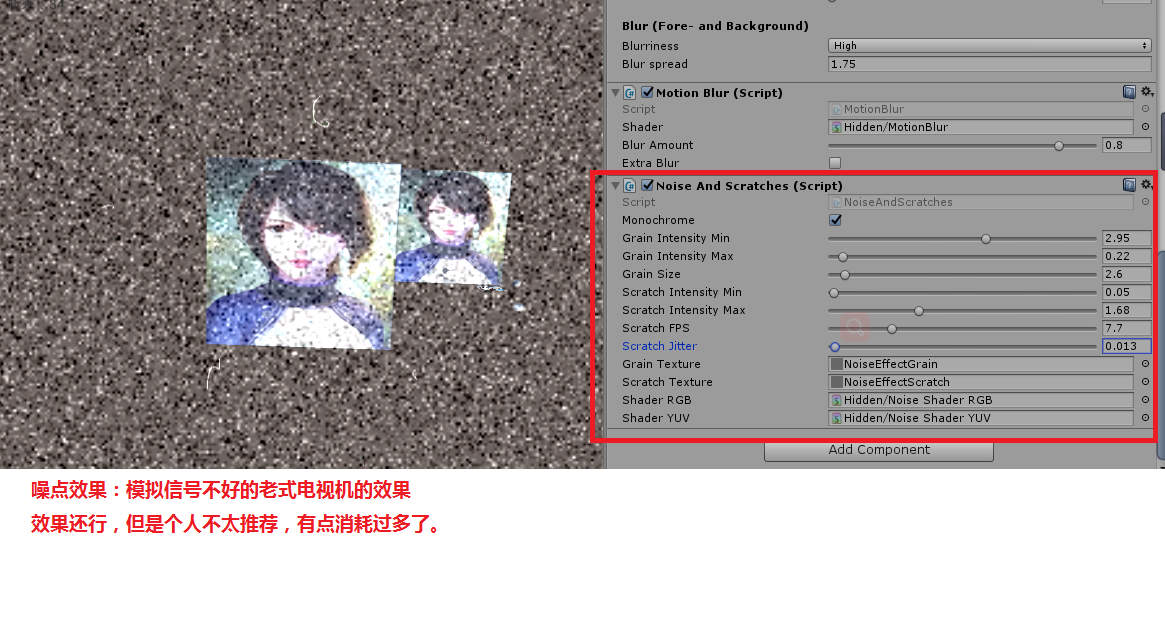 Blur (Fore- and Background)
Blurriness High
Blur spread 1.75
Motion Blur (Script)
Script MotionBlur
Shader Hidden/MotionBlur
Blur Amount 0.8
Extra Blur
Noise And Scratches (Script)
Script NoiseAndScratches
Monochrome
Grain Intensity Min 2.95
Grain Intensity Max 0.22
Grain Size 2.6
Scratch Intensity Min 0.05
Scratch Intensity Max 1.68
Scratch FPS 7.7
Scratch Jitter 0.013
Grain Texture NoiseEffectGrain
Scratch Texture NoiseEffectScratch
Shader RGB Hidden/Noise Shader RGB
Shader YUV Hidden/Noise Shader YUV
Add Component
噪点效果：模拟信号不好的老式电视机的效果
效果还行，但是个人不太推荐，有点消耗过多了。